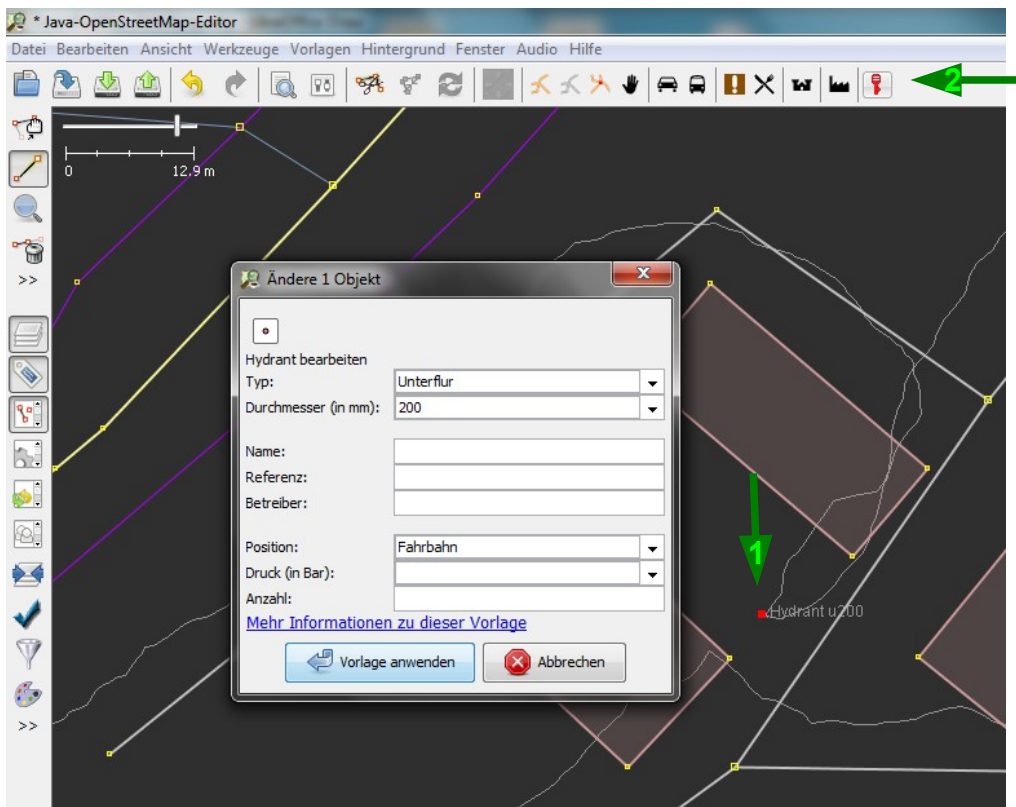 * Java-OpenStreetMap-Editor
Datei Bearbeiten Ansicht Werkzeuge Vorlagen Hintergrund Fenster Audio Hilfe
2
0 12.9 m
>>
Ändere 1 Objekt
X
Hydrant bearbeiten
Typ: Unterflur
Durchmesser (in mm): 200
Name:
Referenz:
Betreiber:
Position: Fahrbahn
Druck (in Bar):
Anzahl:
Mehr Informationen zu dieser Vorlage
Vorlage anwenden Abbrechen
1
Hydrant u200
>>